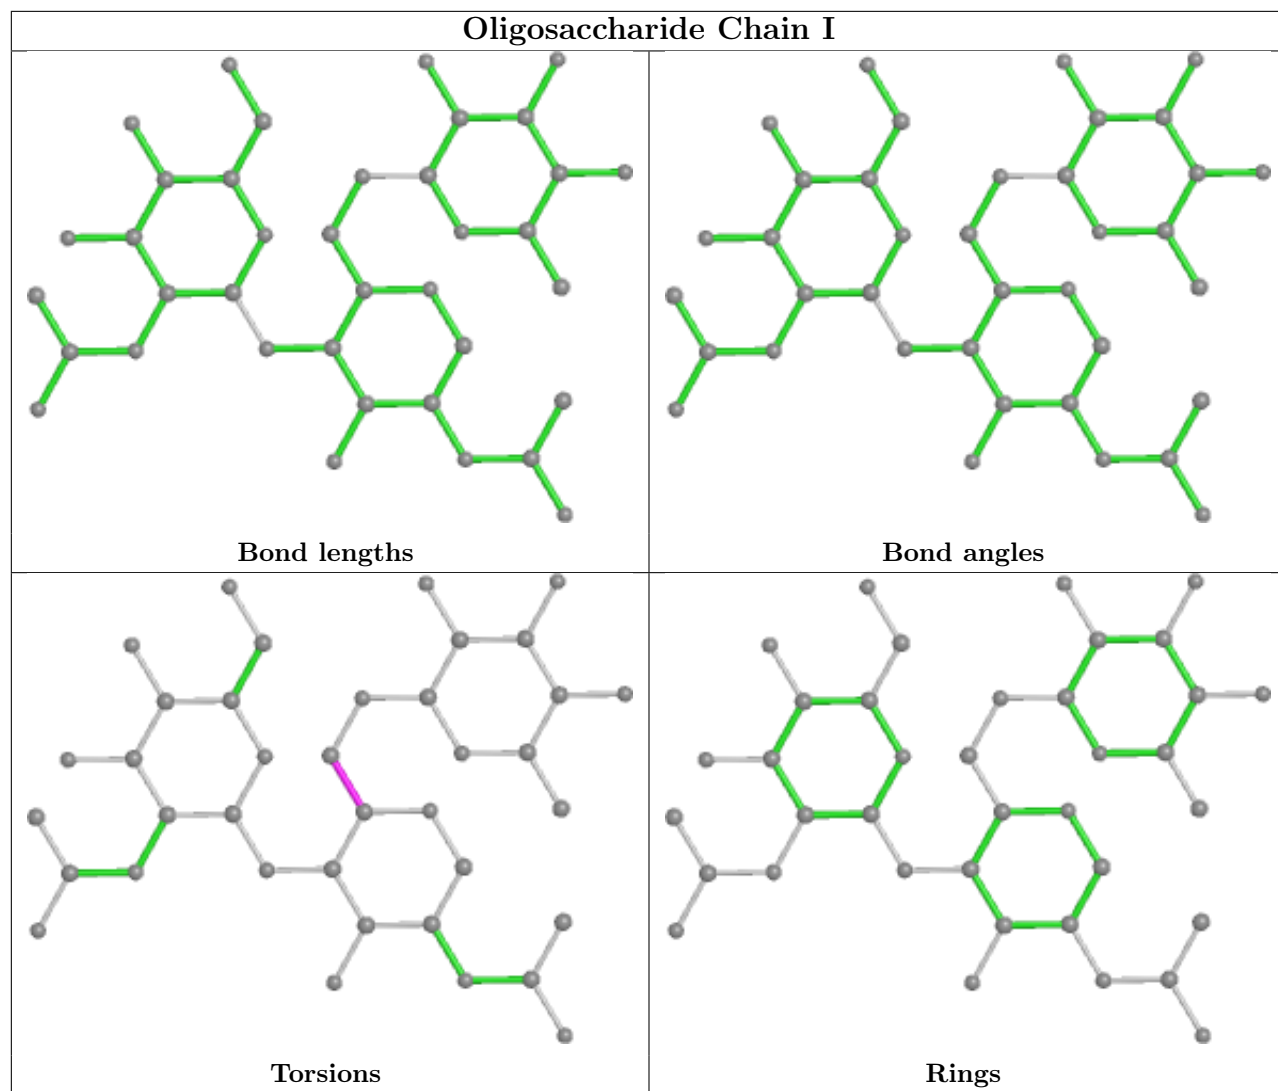 Oligosaccharide Chain I
Bond lengths
Bond angles
Torsions
Rings